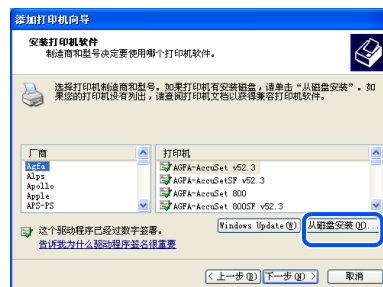 添加打印机向导
安装打印机软件
制造商和型号决定要使用哪个打印机软件。
选择打印机制造商和型号。如果打印机有安装磁盘，请单击“从磁盘安装”。如
果您的打印机没有列出，请查阅打印机文档以获得兼容打印机软件。
厂商
Agfa
Alps
Apollo
Apple
APS-PS
打印机
AGFA-AccuSet v52.3
AGFA-AccuSetSF v52.3
AGFA-AccuSet 800
AGFA-AccuSet 800SF v52.3
这个驱动程序已经过数字签署。
告诉我为什么驱动程序签名很重要
Windows Update(W)
从磁盘安装(H)...
< 上一步(B)
下一步(N) >
取消